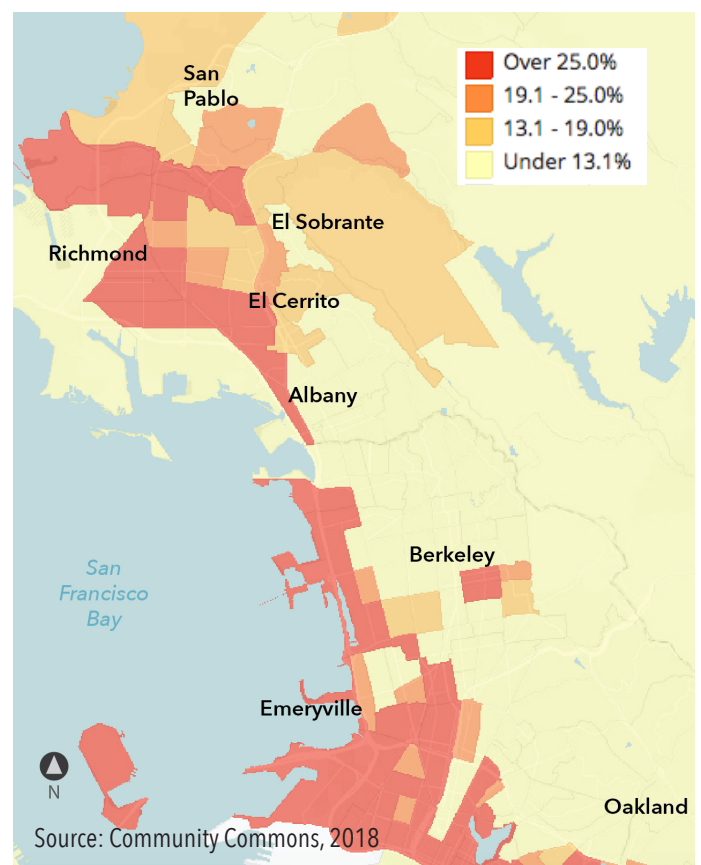 San
Pablo
Over 25.0%
19.1 - 25.0%
13.1 - 19.0%
Under 13.1%
El Sobrante
Richmond
El Cerrito
Albany
Berkeley
San
Francisco
Bay
Emeryville
N
Oakland
Source: Community Commons, 2018